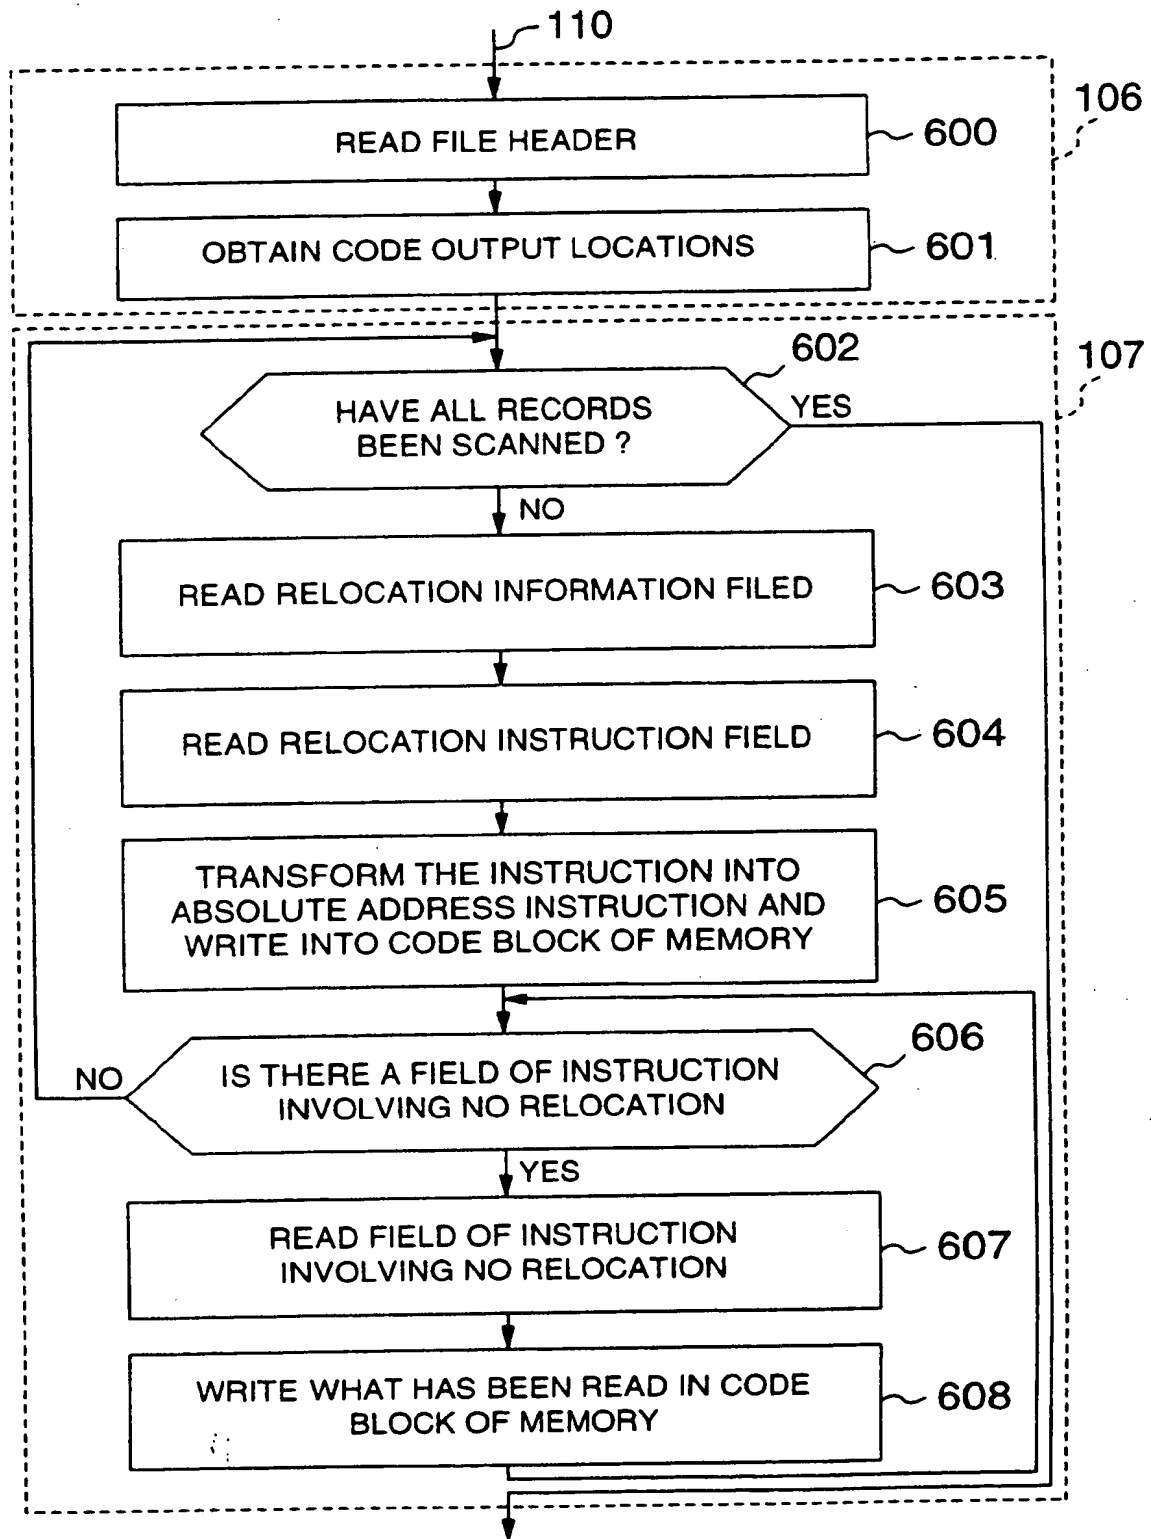 110
106
READ FILE HEADER
600
OBTAIN CODE OUTPUT LOCATIONS
601
107
602
HAVE ALL RECORDS
BEEN SCANNED ?
YES
NO
READ RELOCATION INFORMATION FILED
603
READ RELOCATION INSTRUCTION FIELD
604
TRANSFORM THE INSTRUCTION INTO
ABSOLUTE ADDRESS INSTRUCTION AND
WRITE INTO CODE BLOCK OF MEMORY
605
606
NO
IS THERE A FIELD OF INSTRUCTION
INVOLVING NO RELOCATION
YES
READ FIELD OF INSTRUCTION
INVOLVING NO RELOCATION
607
WRITE WHAT HAS BEEN READ IN CODE
BLOCK OF MEMORY
608